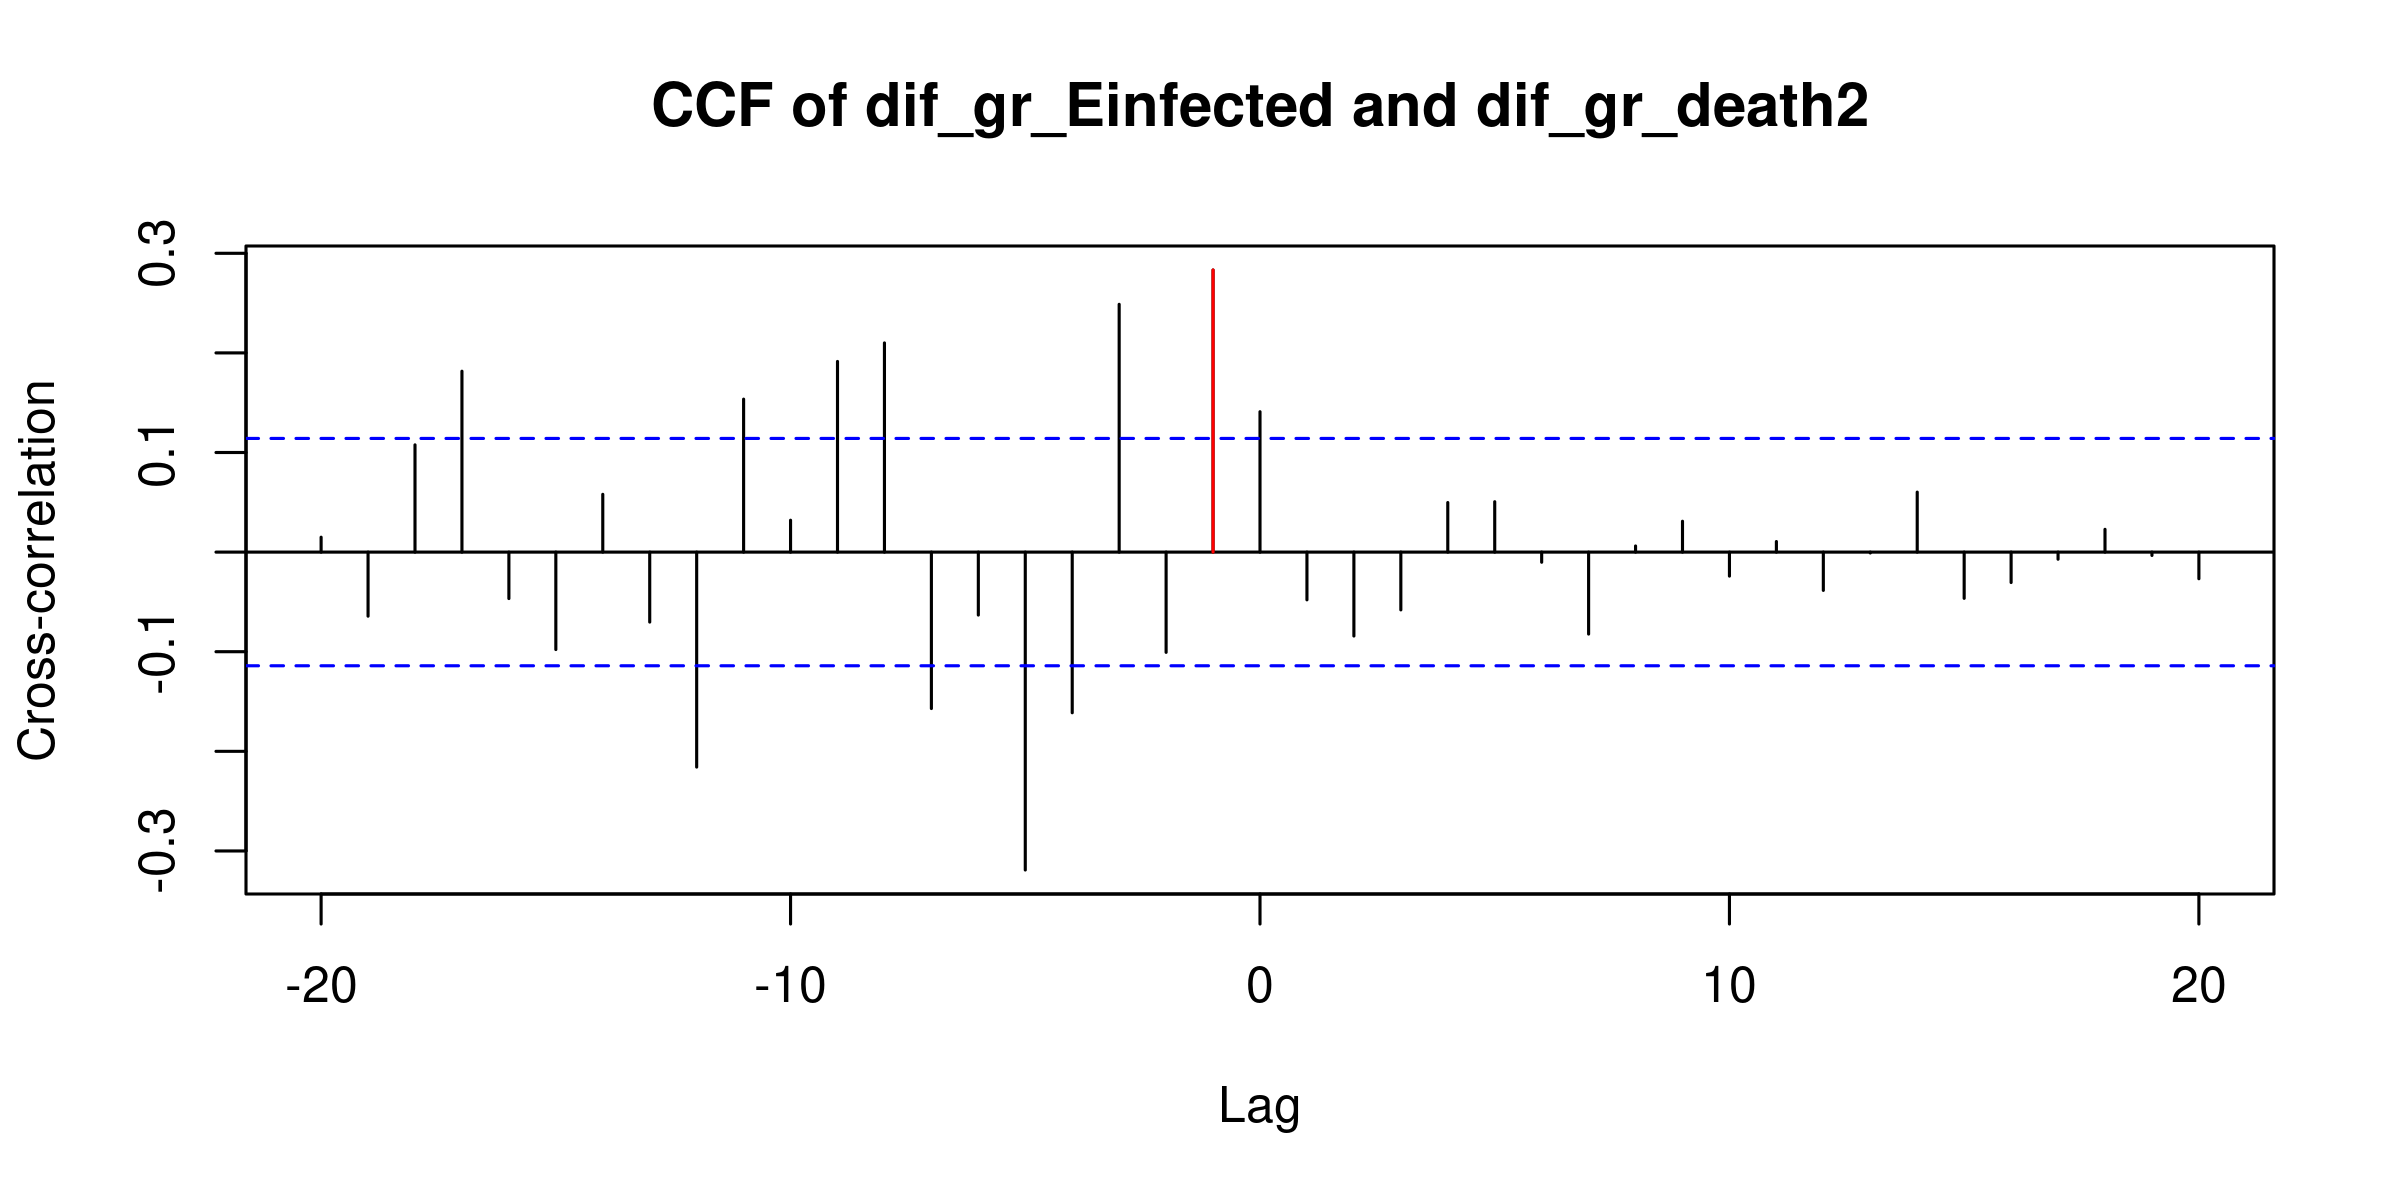 CCF of dif_gr_Einfected and dif_gr_death2
Cross-correlation
0.3
0.1
-0.1
-0.3
-20 -10 0 10 20
Lag